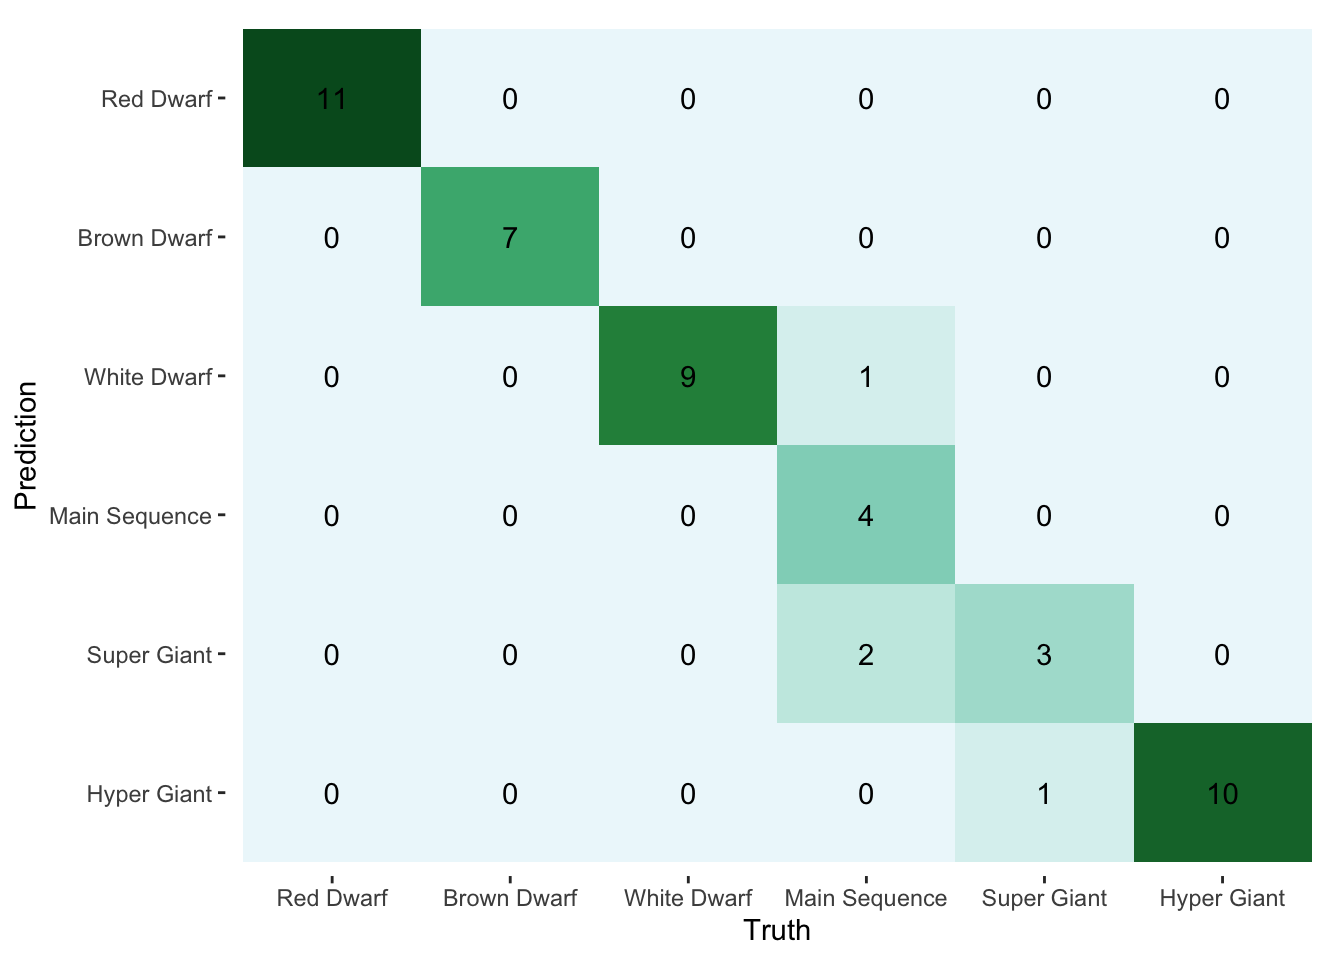 Red Dwarf 11 0 0 0 0 0
Brown Dwarf 0 7 0 0 0 0
White Dwarf 0 0 9 1 0 0
Prediction
Main Sequence 0 0 0 4 0 0
Super Giant 0 0 0 2 3 0
Hyper Giant 0 0 0 0 1 10
Red Dwarf Brown Dwarf White Dwarf Main Sequence Super Giant Hyper Giant
Truth